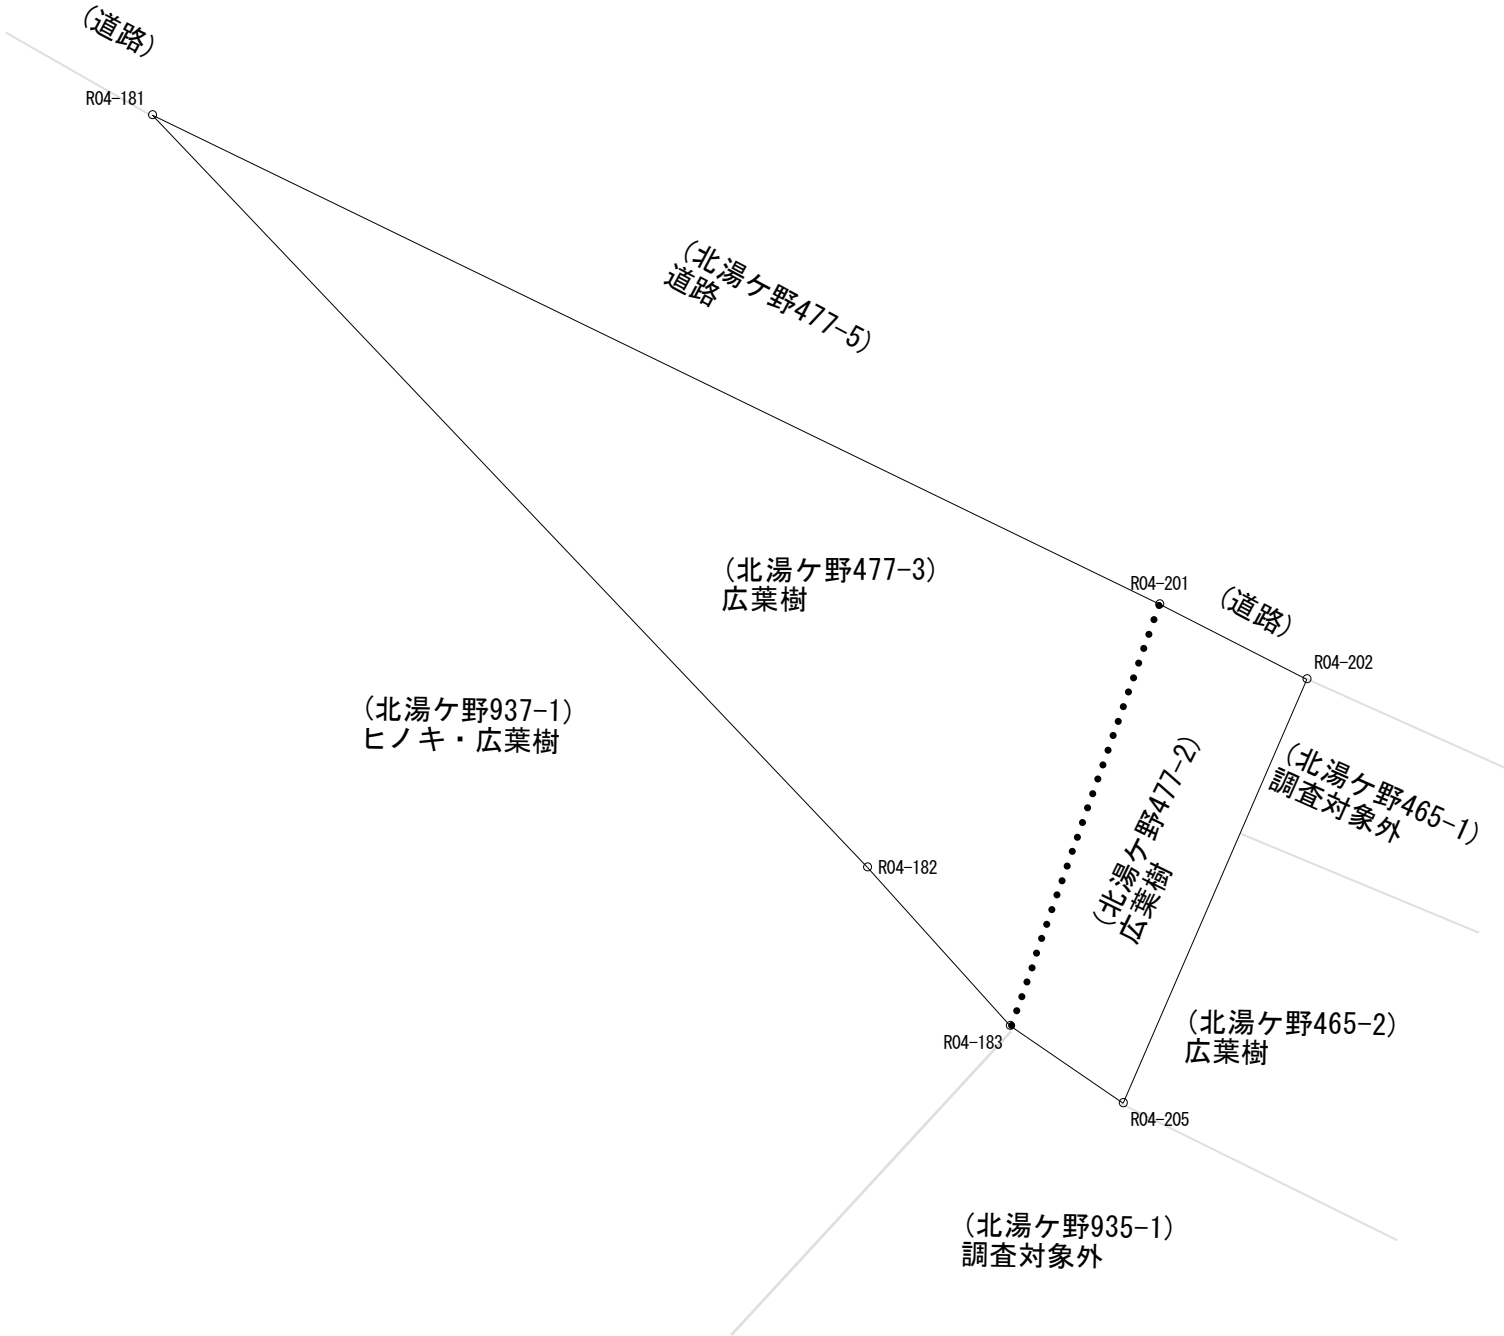 (道路)
R04-181
(北湯ケ野477-5)
道路
(北湯ケ野477-3)
広葉樹
R04-201
(道路)
R04-202
(北湯ケ野937-1)
ヒノキ・広葉樹
(北湯ケ野477-2)
広葉樹
(北湯ケ野465-1)
調査対象外
R04-182
(北湯ケ野465-2)
広葉樹
R04-183
R04-205
(北湯ケ野935-1)
調査対象外